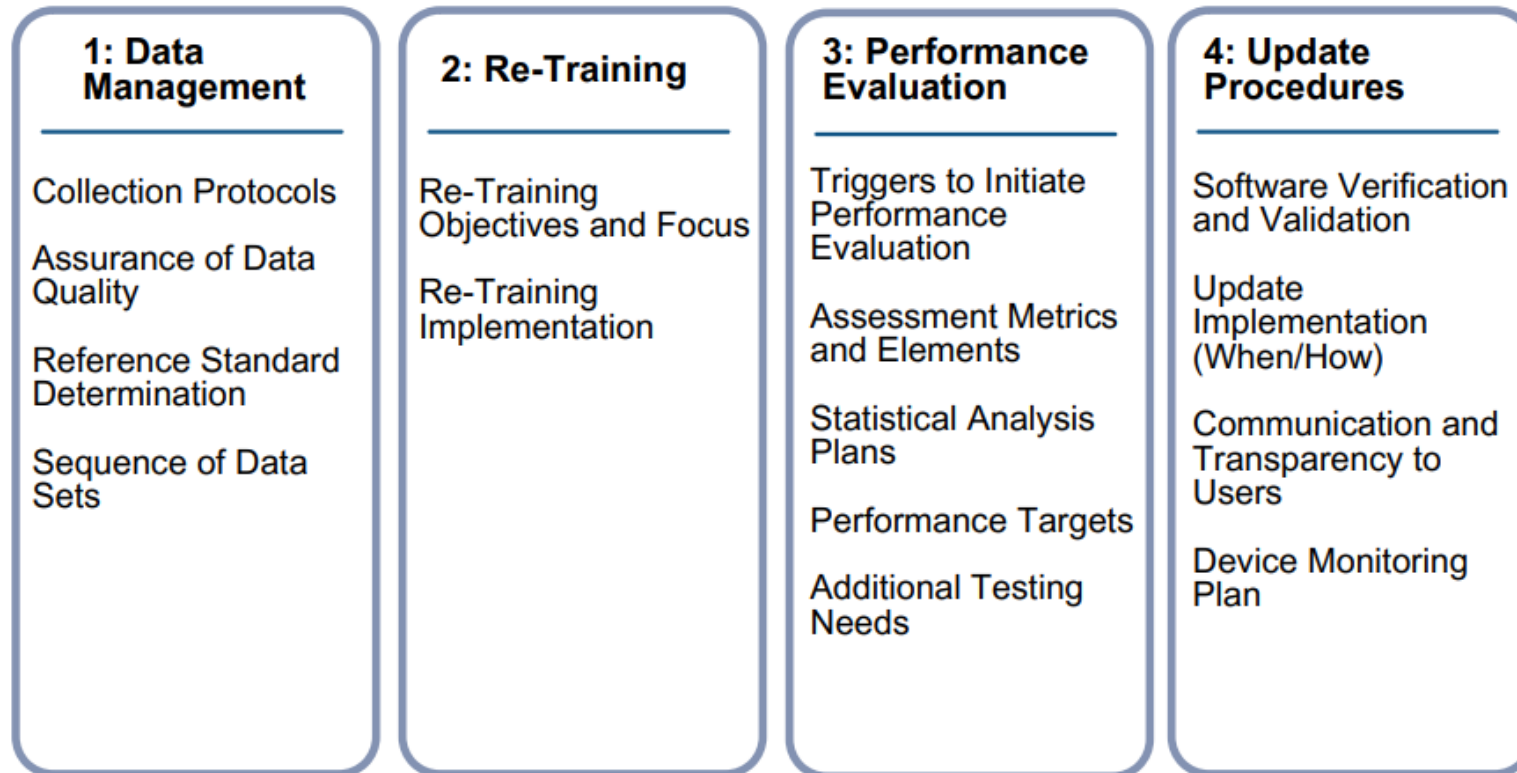 1: Data
Management
Collection Protocols
Assurance of Data
Quality
Reference Standard
Determination
Sequence of Data
Sets
2: Re-Training
Re-Training
Objectives and Focus
Re-Training
Implementation
3: Performance
Evaluation
Triggers to Initiate
Performance
Evaluation
Assessment Metrics
and Elements
Statistical Analysis
Plans
Performance Targets
Additional Testing
Needs
4: Update
Procedures
Software Verification
and Validation
Update
Implementation
(When/How)
Communication and
Transparency to
Users
Device Monitoring
Plan